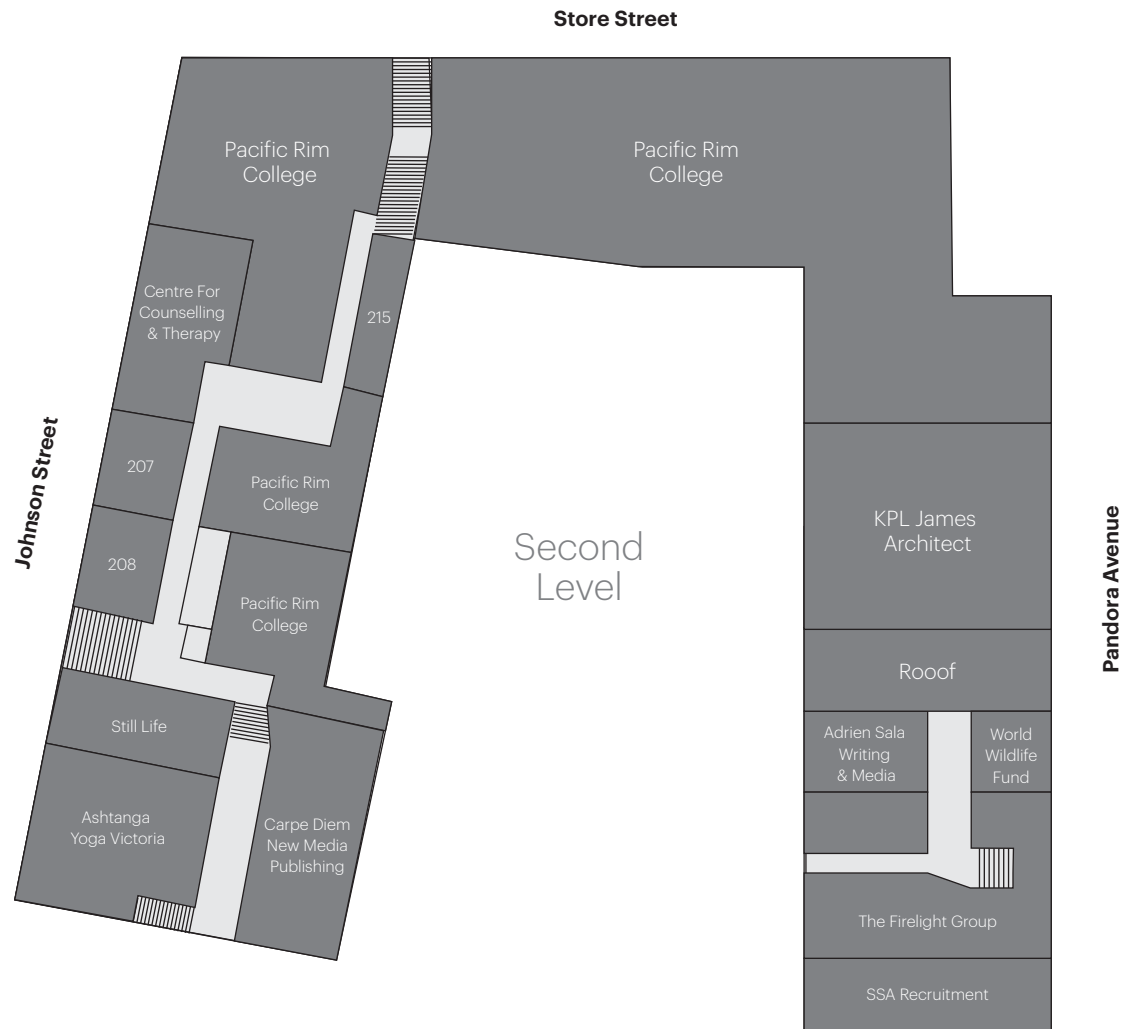 Store Street
Pacific Rim
College
Pacific Rim
College
Centre For
Counselling
& Therapy
215
207
Johnson Street
Pacific Rim
College
208
Pacific Rim
College
Still Life
Ashtanga
Yoga Victoria
Carpe Diem
New Media
Publishing
Second
Level
KPL James
Architect
Pandora Avenue
Rooof
Adrien Sala
Writing
& Media
World
Wildlife
Fund
The Firelight Group
SSA Recruitment